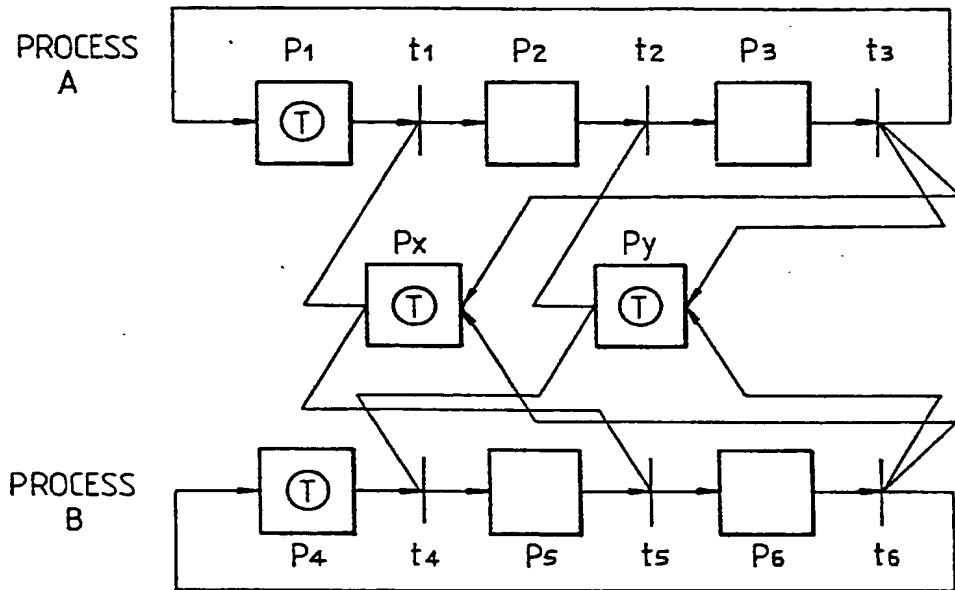 PROCESS
A
P1 t1 P2 t2 P3 t3
T
Px Py
T T
PROCESS
B
T
P4 t4 P5 t5 P6 t6